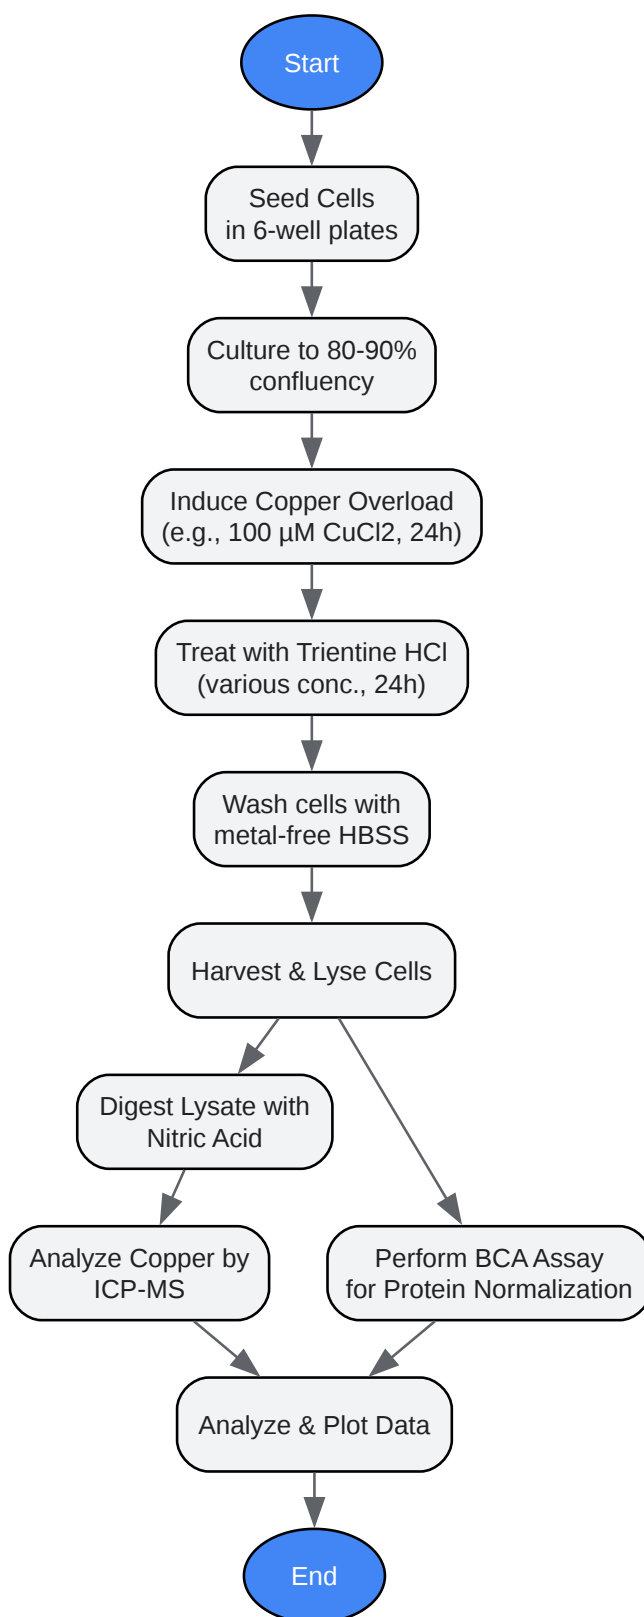 Start
Seed Cells
in 6-well plates
Culture to 80-90%
confluency
Induce Copper Overload
(e.g., 100 µM CuCl2, 24h)
Treat with Trientine HCl
(various conc., 24h)
Wash cells with
metal-free HBSS
Harvest & Lyse Cells
Digest Lysate with
Nitric Acid
Analyze Copper by
ICP-MS
Perform BCA Assay
for Protein Normalization
Analyze & Plot Data
End